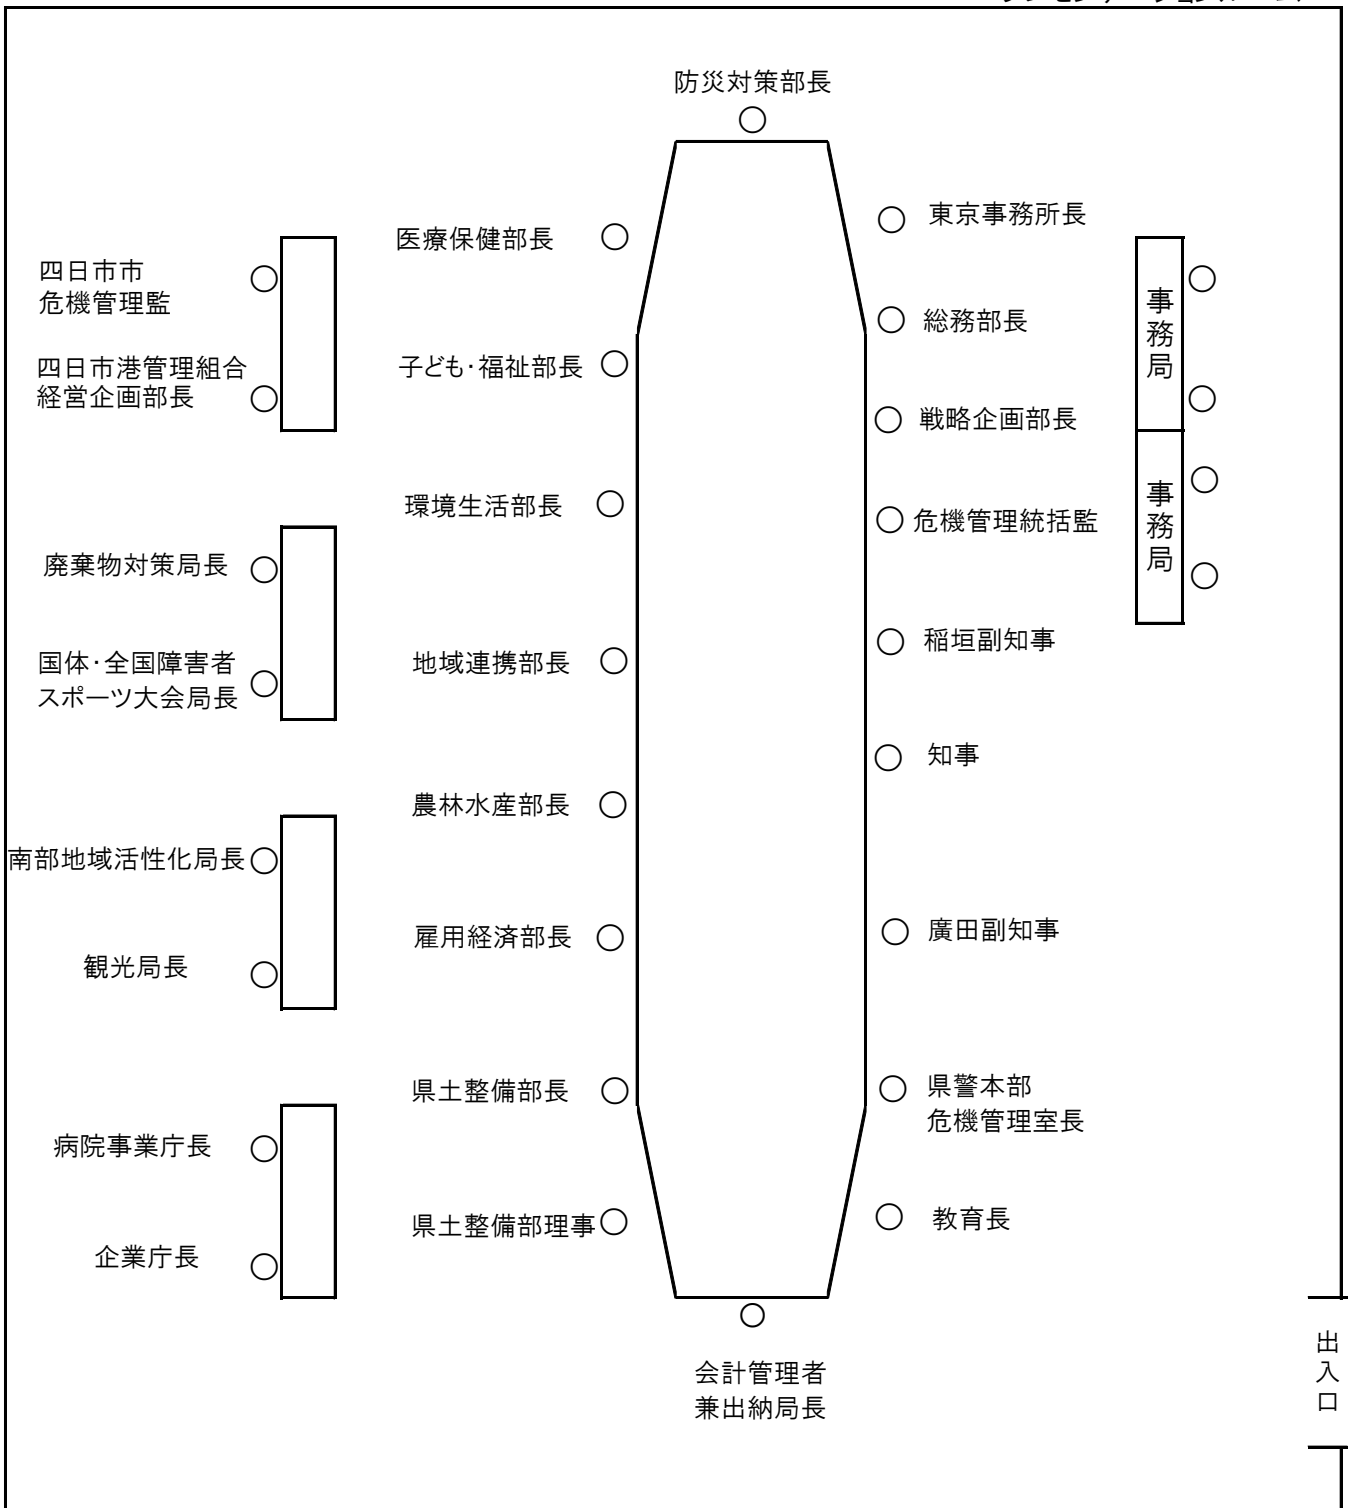 防災対策部長
東京事務所長
医療保健部長
四日市市
危機管理監
事務局
総務部長
四日市港管理組合
経営企画部長
子ども・福祉部長
戦略企画部長
環境生活部長
危機管理統括監
事務局
廃棄物対策局長
稲垣副知事
国体・全国障害者
スポーツ大会局長
地域連携部長
知事
農林水産部長
南部地域活性化局長
廣田副知事
雇用経済部長
観光局長
県土整備部長
県警本部
危機管理室長
病院事業庁長
県土整備部理事
教育長
企業庁長
出入口
会計管理者
兼出納局長